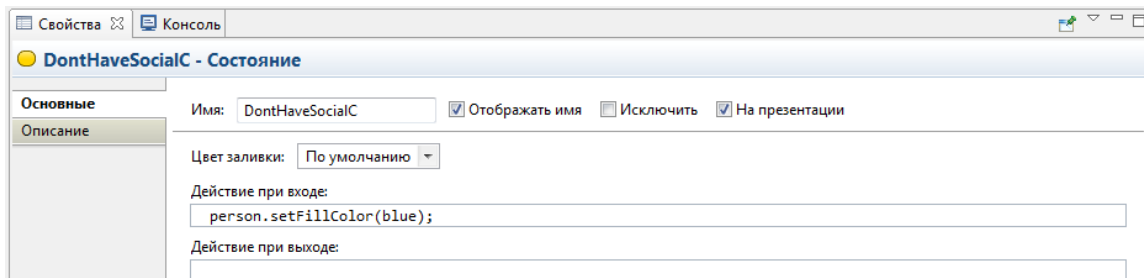 Свойства Консоль
DontHaveSocialC - Состояние
Основные
Описание
Имя: DontHaveSocialC Отображать имя Исключить На презентации
Цвет заливки: По умолчанию
Действие при входе:
person.setFillColor(blue);
Действие при выходе: